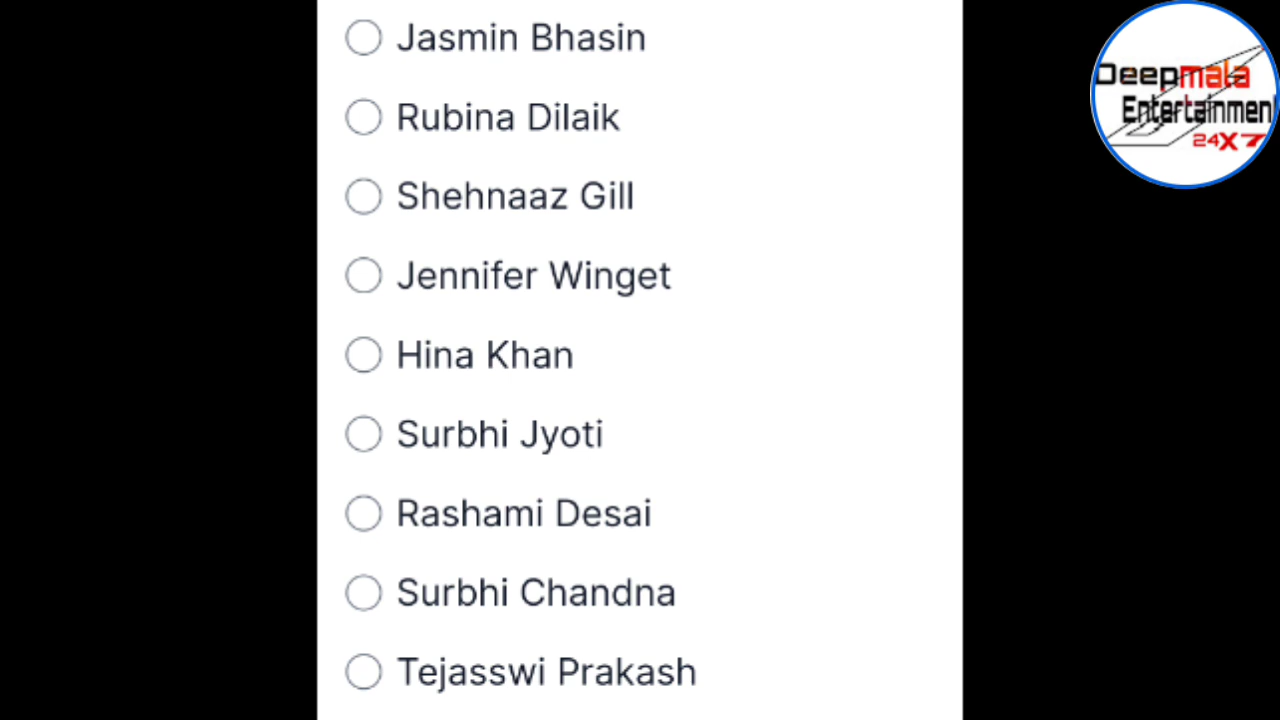 Jasmin Bhasin
Rubina Dilaik
Shehnaaz Gill
Jennifer Winget
Hina Khan
Surbhi Jyoti
Rashami Desai
Surbhi Chandna
Tejasswi Prakash
Deepmala
Entertainment
24X7